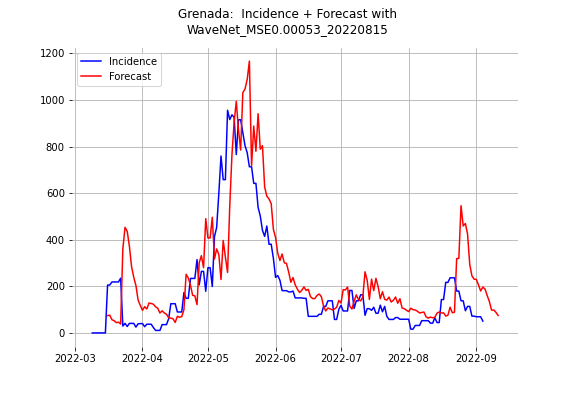 Grenada:  Incidence + Forecast with
WaveNet_MSE0.00053_20220815
Incidence
Forecast
1200
1000
800
600
400
200
0
2022-03 2022-04 2022-05 2022-06 2022-07 2022-08 2022-09